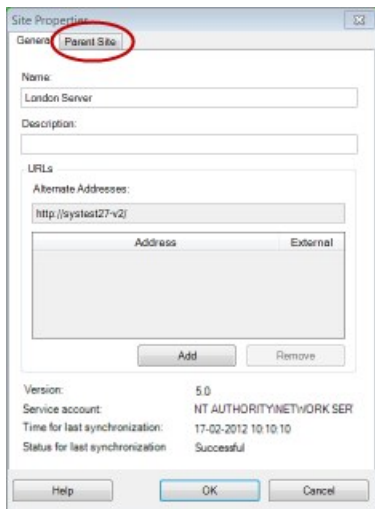 Site Properties
General Parent Site
Name:
London Server
Description:
URLs
Alternate Addresses:
http://systest27-v2/
Address External
Add Remove
Version: 5.0
Service account: NT AUTHORITY\NETWORK SER
Time for last synchronization: 17-02-2012 10:10:10
Status for last synchronization Successful
Help OK Cancel